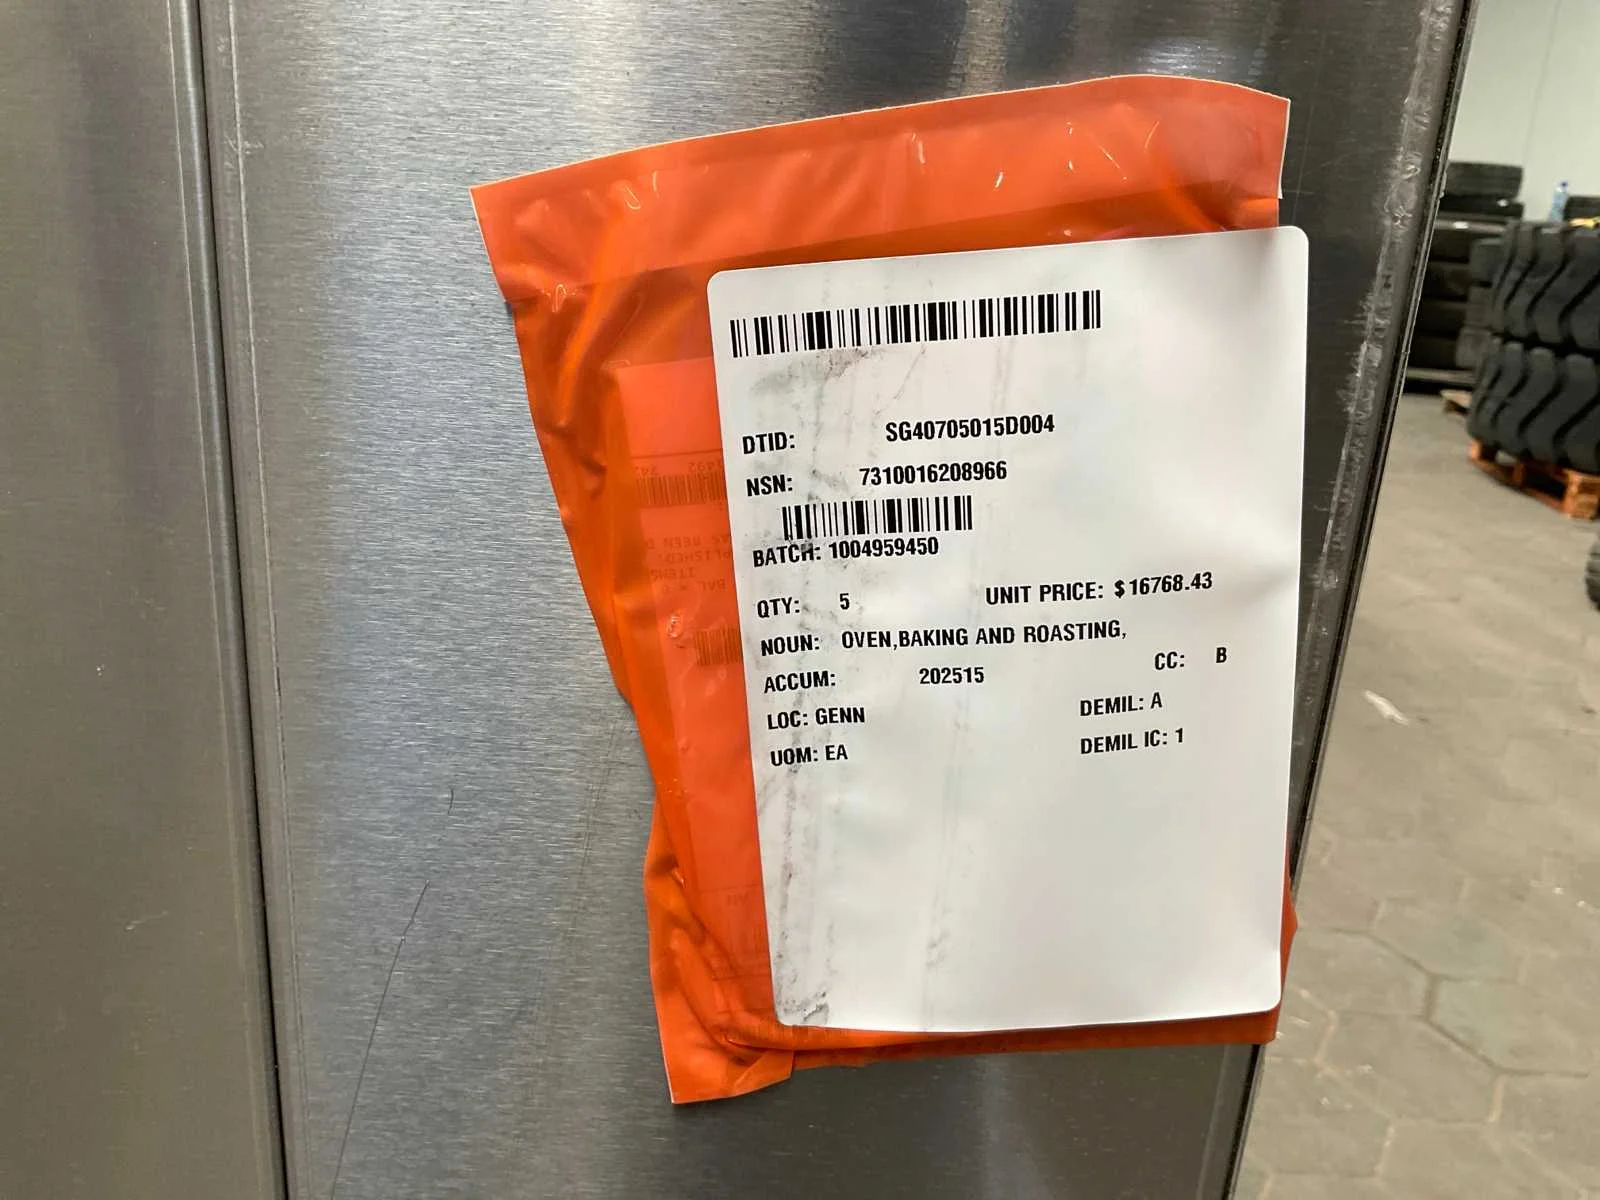 DTID: SG40705015D004
NSN: 7310016208966
BATCH: 1004959450
QTY: 5 UNIT PRICE: $16768.43
NOUN: OVEN,BAKING AND ROASTING,
ACCUM: 202515 CC: B
LOC: GENN DEMIL: A
UOM: EA DEMIL IC: 1